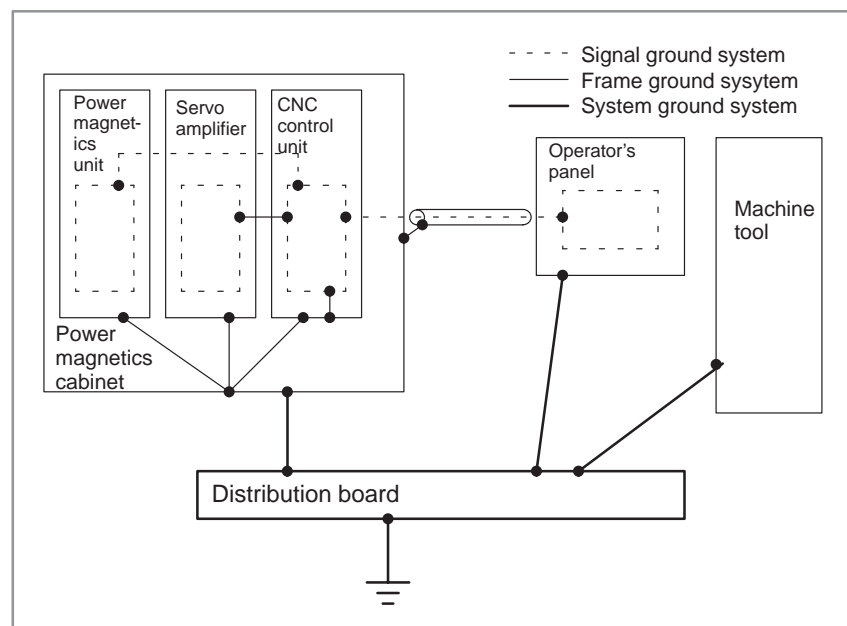 Signal ground system
Frame ground sysytem
System ground system
Power
magnet-
ics
unit
Servo
amplifier
CNC
control
unit
Operator's
panel
Machine
tool
Power
magnetics
cabinet
Distribution board